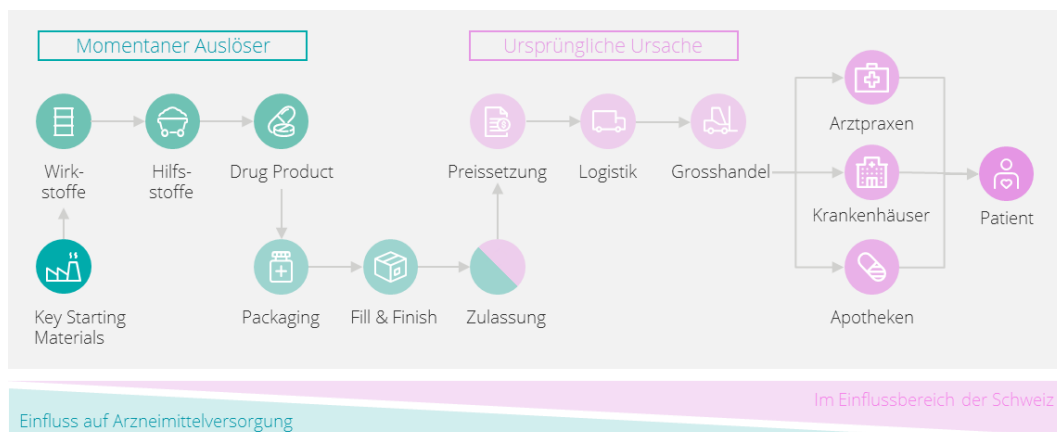 Momentaner Auslöser
Ursprüngliche Ursache
Wirk-
stoffe
Hilfs-
stoffe
Drug Product
Preissetzung
Logistik
Grosshandel
Arztpraxen
Krankenhäuser
Patient
Key Starting
Materials
Packaging
Fill & Finish
Zulassung
Apotheken
Im Einflussbereich der Schweiz
Einfluss auf Arzneimittelversorgung